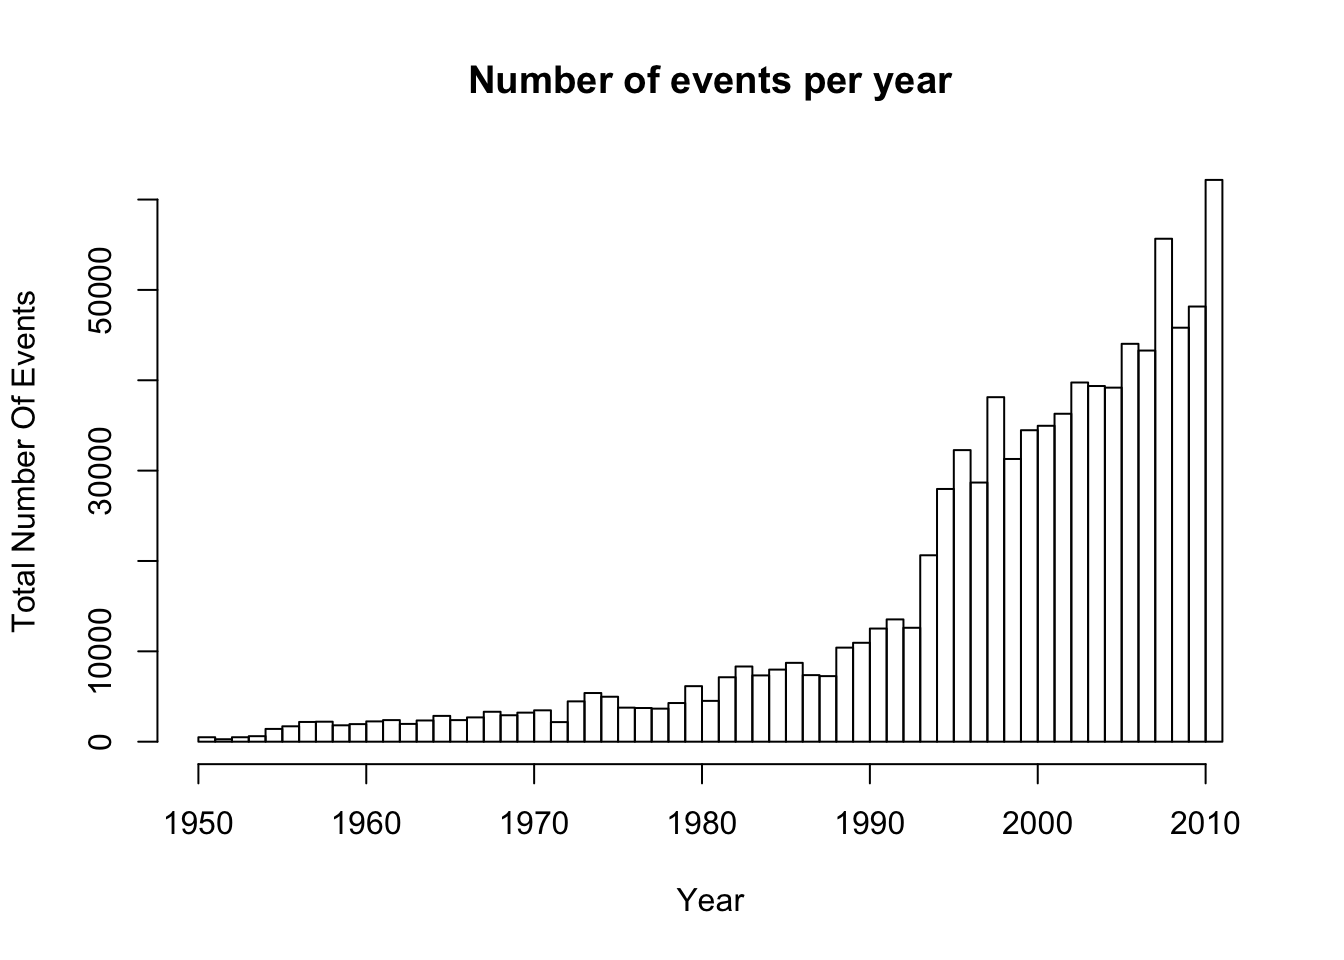 Number of events per year
Total Number Of Events
50000
30000
10000
0
1950 1960 1970 1980 1990 2000 2010
Year